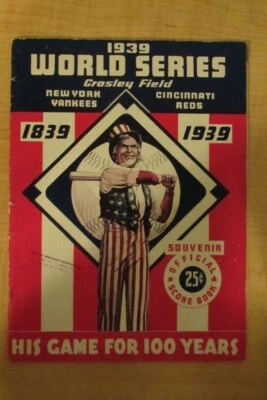 1939
WORLD SERIES
Crosley Field
NEW YORK
YANKEES
CINCINNATI
REDS
1839
1939
SOUVENIR
OFFICIAL
25¢
SCORE BOOK
HIS GAME FOR 100 YEARS